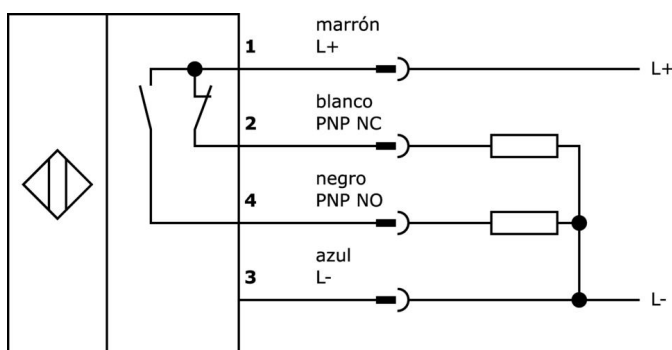 marrón
1 L+
L+
blanco
2 PNP NC
negro
4 PNP NO
azul
3 L-
L-